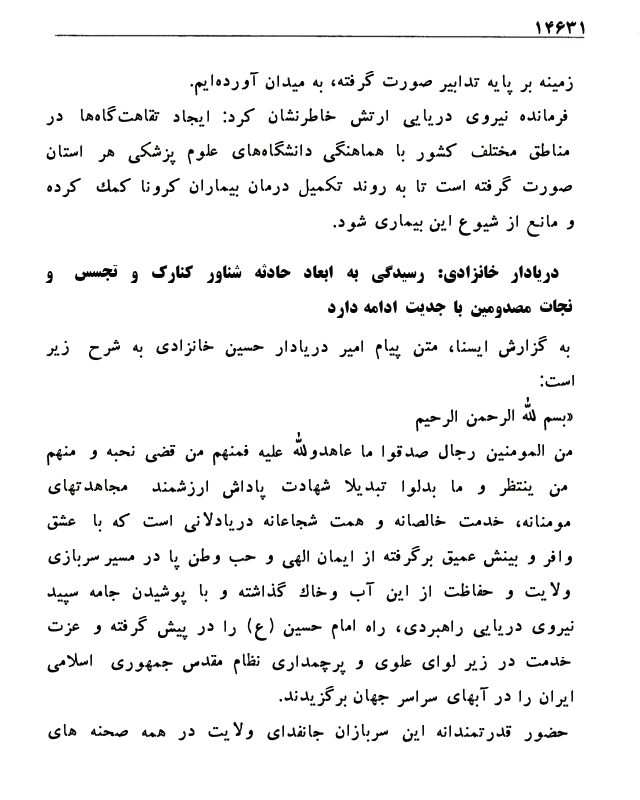 ۱۴۶۳۱
زمینه بر پایه تدابیر صورت گرفته، به میدان آورده‌ایم.
فرمانده نیروی دریایی ارتش خاطرنشان کرد: ایجاد تقاهت‌گاه‌ها در
مناطق مختلف کشور با هماهنگی دانشگاه‌های علوم پزشکی هر استان
صورت گرفته است تا به روند تکمیل درمان بیماران کرونا کمك کرده
و مانع از شیوع این بیماری شود.
دریادار خانزادی: رسیدگی به ابعاد حادثه شناور کنارک و تجسس و
نجات مصدومین با جدیت ادامه دارد
به گزارش ایسنا، متن پیام امیر دریادار حسین خانزادی به شرح زیر
است:
«بسم لله الرحمن الرحیم
من المومنین رجال صدقوا ما عاهدولله علیه فمنهم من قضی نحبه و منهم
من ینتظر و ما بدلوا تبدیلا شهادت پاداش ارزشمند مجاهدتهای
مومنانه، خدمت خالصانه و همت شجاعانه دریادلانی است که با عشق
وافر و بینش عمیق برگرفته از ایمان الهی و حب وطن پا در مسیر سربازی
ولایت و حفاظت از این آب وخاك گذاشته و با پوشیدن جامه سپید
نیروی دریایی راهبردی، راه امام حسین (ع) را در پیش گرفته و عزت
خدمت در زیر لوای علوی و پرچمداری نظام مقدس جمهوری اسلامی
ایران را در آبهای سراسر جهان برگزیدند.
حضور قدرتمندانه این سربازان جانفدای ولایت در همه صحنه های